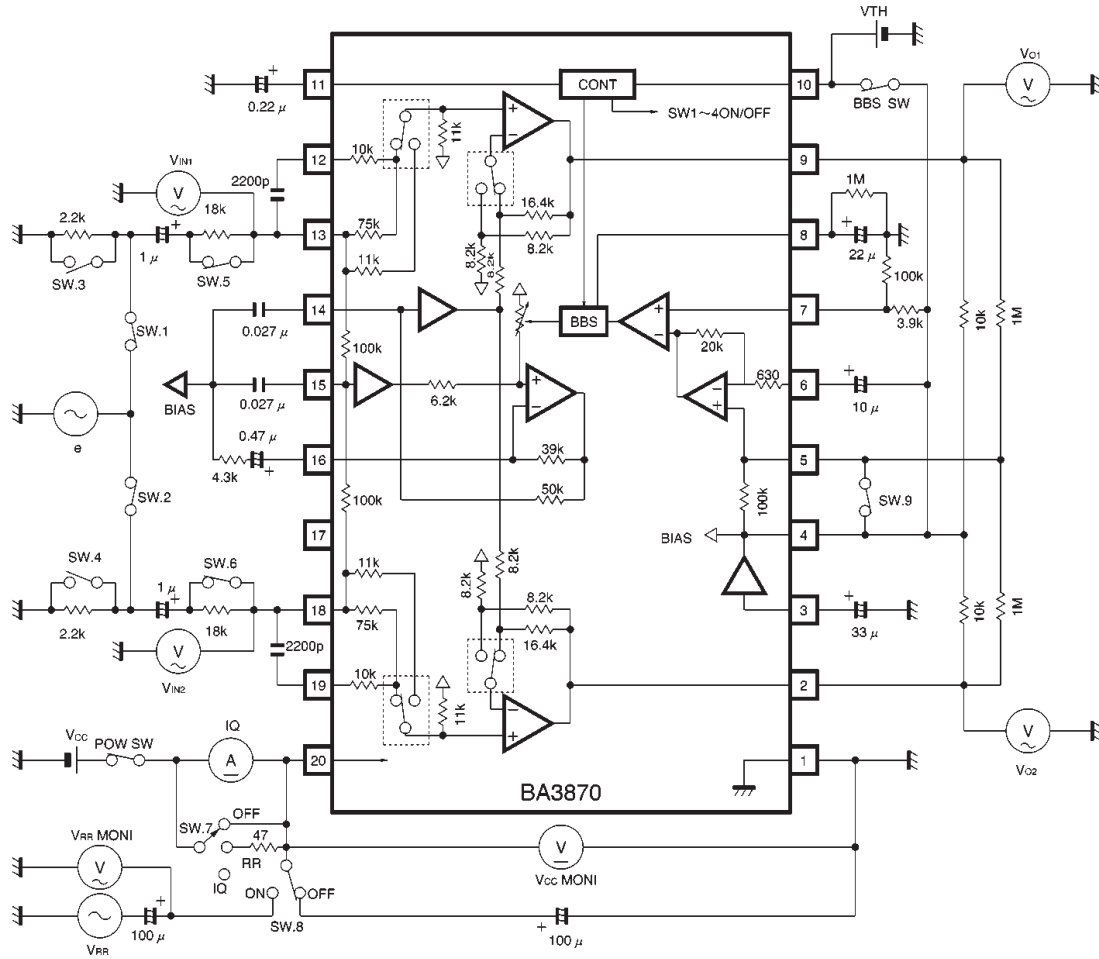 VTH
VO1
V
11
CONT
10
+
0.22 μ
SW1~4ON/OFF
BBS SW
+
−
11k
12
10k
9
VIN1
V
2200p
1M
2.2k
18k
+
16.4k
13
75k
8
+
1 μ
8.2k
22 μ
SW.3
SW.5
11k
8.2k
8.2k
100k
14
7
0.027 μ
BBS
+
−
20k
3.9k
10k
1M
SW.1
100k
15
6.2k
+
−
−
+
630
6
+
BIAS
0.027 μ
10 μ
e
0.47 μ
16
39k
5
4.3k
+
50k
SW.2
100k
100k
SW.9
17
BIAS
4
SW.4
SW.6
11k
8.2k
8.2k
1 μ
+
18
75k
8.2k
3
+
10k
1M
2.2k
18k
16.4k
33 μ
V
2200p
VIN2
19
10k
2
11k
−
+
VCC
POW SW
IQ
A
20
1
V
VO2
BA3870
SW.7
OFF
47
VRR MONI
RR
V
V
VCC MONI
IQ
ON
OFF
+
SW.8
100 μ
+
100 μ
VRR